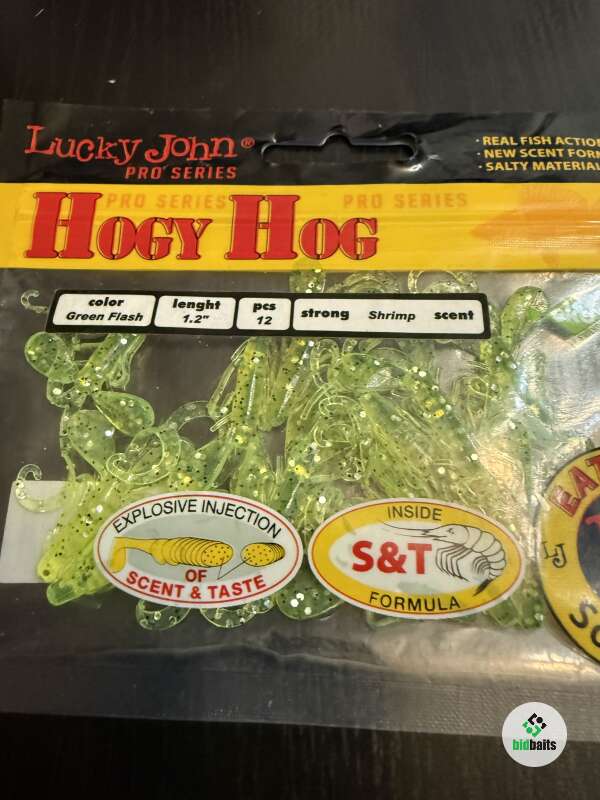 Lucky John®
PRO SERIES
· REAL FISH ACTION
· NEW SCENT FORM
· SALTY MATERIAL
PRO SERIES PRO SERIES
HOGY HOG
color
Green Flash
lenght
1.2"
pcs
12
strong Shrimp scent
EXPLOSIVE INJECTION
OF
SCENT & TASTE
INSIDE
S&T
FORMULA
EAT
LJ
bidbaits